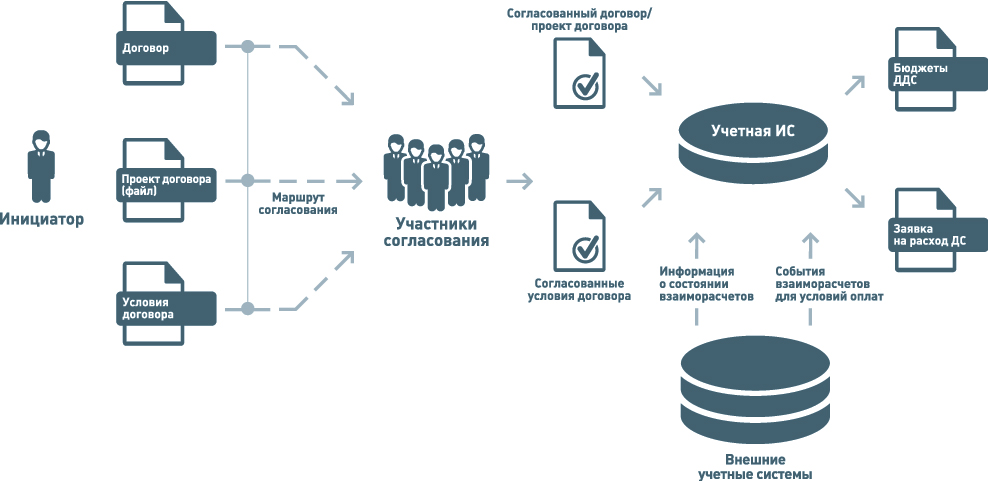 Инициатор
Договор
Проект договора
(файл)
Условия
договора
Маршрут
согласования
Участники
согласования
Согласованный договор/
проект договора
Согласованные
условия договора
Учетная ИС
Информация
о состоянии
взаиморасчетов
События
взаиморасчетов
для условий оплат
Внешние
учетные системы
Бюджеты
ДДС
Заявка
на расход ДС